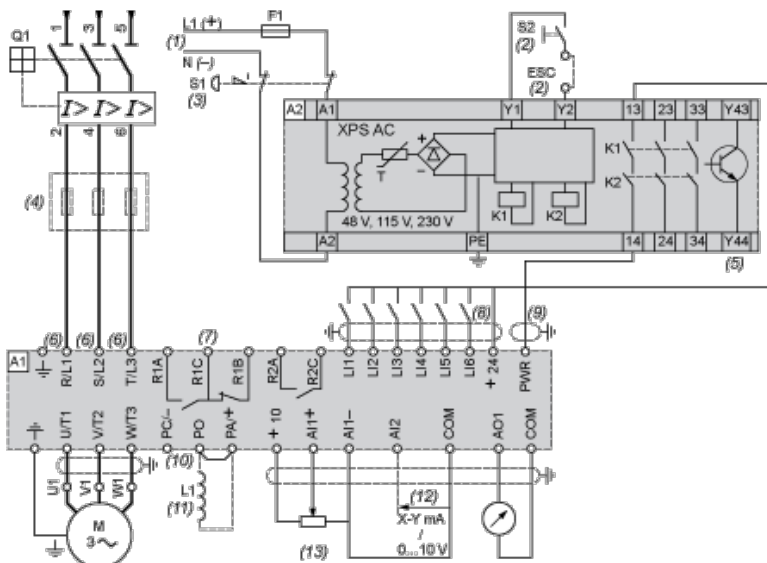 1 3 5
Q1
I> I> I>
2 4 6
(4)
L1 (+)
F1
(1)
N (–)
S1
(3)
S2
(2)
ESC
(2)
A2 A1 Y1 Y2 13 23 33 Y43
XPS AC
+
–
T
K1
K2
K1 K2
48 V, 115 V, 230 V
A2 PE 14 24 34 Y44
(5)
(6) (6) (6) (7) (8) (9)
A1
R/L1 S/L2 T/L3 R1A R1C R1B R2A R2C LI1 LI2 LI3 LI4 LI5 LI6 + 24 PWR
U/T1 V/T2 W/T3 PC/– PO PA/+ + 10 AI1+ AI1– AI2 COM AO1 COM
U1 V1 W1
(10)
L1
(11)
M
3
(12)
X-Y mA
/
0...10 V
(13)